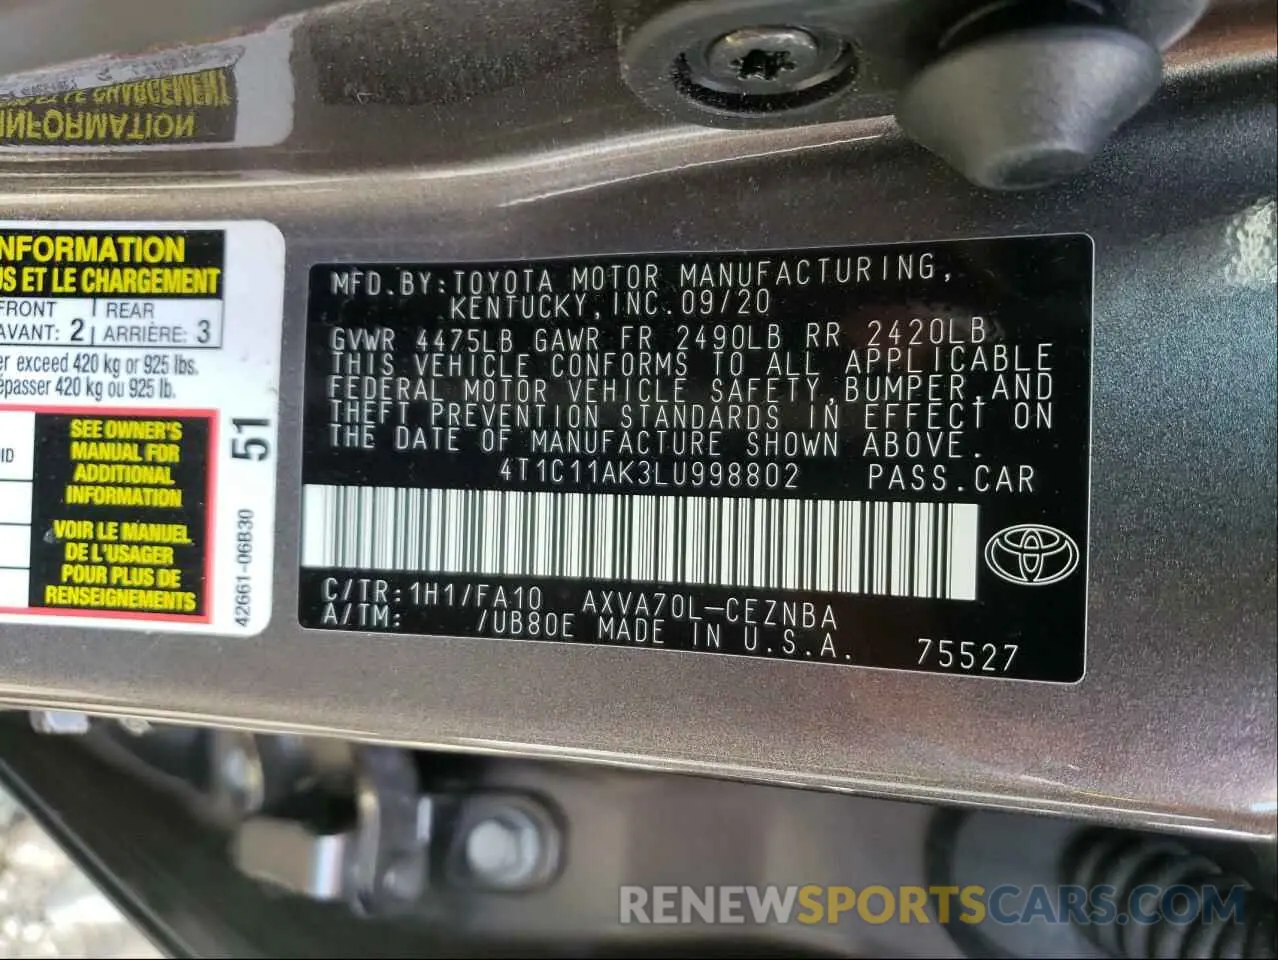 LE CHARGEMENT
INFORMATION
NFORMATION
US ET LE CHARGEMENT
FRONT REAR
AVANT: 2 ARRIÈRE: 3
er exceed 420 kg or 925 lbs.
épasser 420 kg ou 925 lb.
SEE OWNER'S
MANUAL FOR
ADDITIONAL
INFORMATION
VOIR LE MANUEL
DE L'USAGER
POUR PLUS DE
RENSEIGNEMENTS
51
42661-06B30
MFD.BY:TOYOTA MOTOR MANUFACTURING,
KENTUCKY, INC.09/20
GVWR 4475LB GAWR FR 2490LB RR 2420LB
THIS VEHICLE CONFORMS TO ALL APPLICABLE
FEDERAL MOTOR VEHICLE SAFETY,BUMPER,AND
THEFT PREVENTION STANDARDS IN EFFECT ON
THE DATE OF MANUFACTURE SHOWN ABOVE.
4T1C11AK3LU998802 PASS.CAR
C/TR:1H1/FA10 AXVA70L-CEZNBA
A/TM: /UB80E MADE IN U.S.A. 75527
RENEWSPORTSCARS.COM